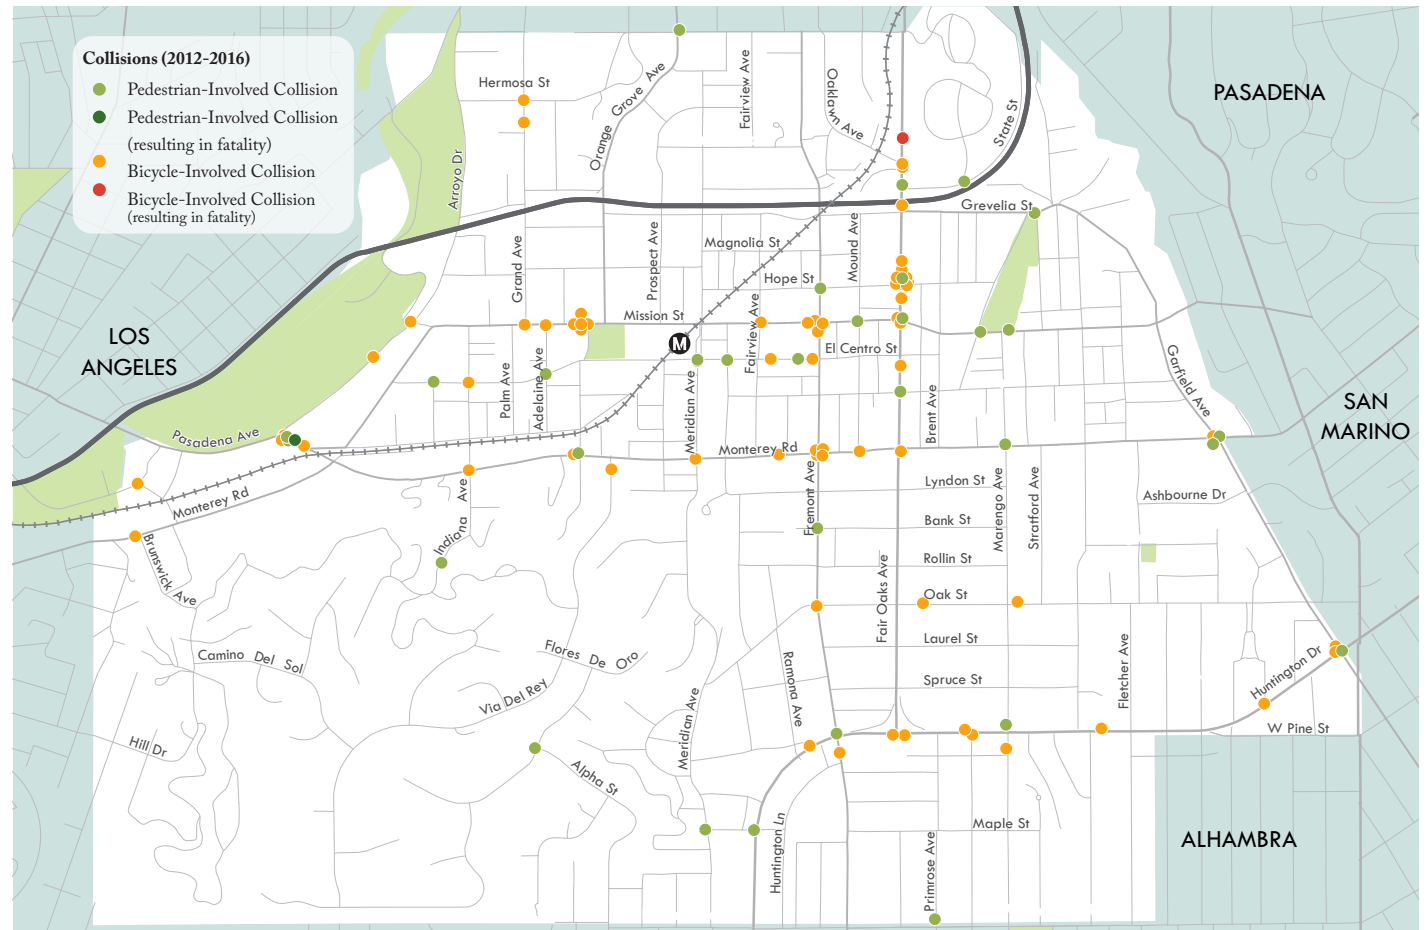 Collisions (2012-2016)
Pedestrian-Involved Collision
Pedestrian-Involved Collision
(resulting in fatality)
Bicycle-Involved Collision
Bicycle-Involved Collision
(resulting in fatality)
PASADENA
LOS
ANGELES
SAN
MARINO
ALHAMBRA
Hermosa St
Orange Grove Ave
Fairview Ave
Oaklawn Ave
State St
Arroyo Dr
Grevelia St
Magnolia St
Mound Ave
Prospect Ave
Grand Ave
Hope St
Mission St
Fairview Ave
El Centro St
M
Garfield Ave
Palm Ave
Adelaine Ave
Meridian Ave
Brent Ave
Pasadena Ave
Monterey Rd
Monterey Rd
Lyndon St
Ashbourne Dr
Fremont Ave
Marengo Ave
Stratford Ave
Bank St
Indiana Ave
Brunswick Ave
Rollin St
Fair Oaks Ave
Oak St
Laurel St
Fletcher Ave
Camino Del Sol
Flores De Oro
Via Del Rey
Ramona Ave
Spruce St
Huntington Dr
Meridian Ave
W Pine St
Hill Dr
Alpha St
Huntington Ln
Maple St
Primrose Ave